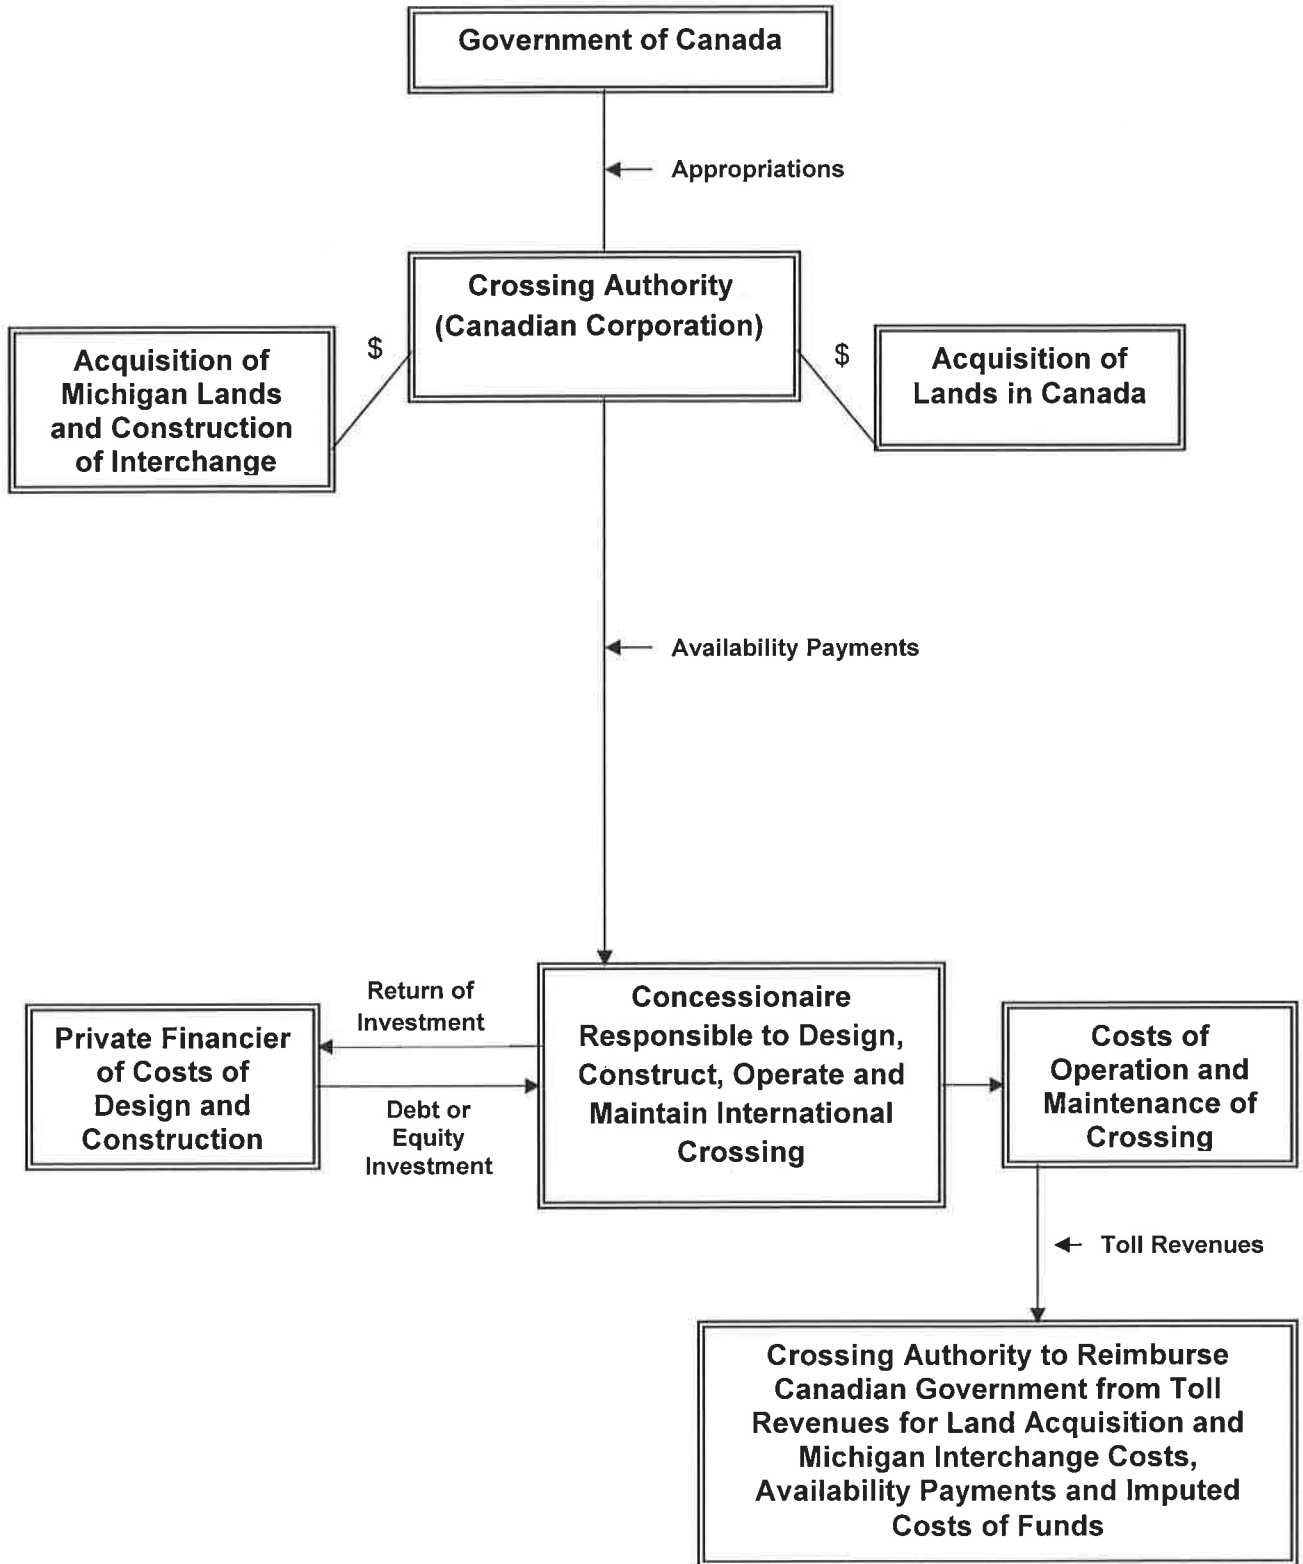 Government of Canada
Appropriations
Crossing Authority
(Canadian Corporation)
$
$
Acquisition of
Michigan Lands
and Construction
of Interchange
Acquisition of
Lands in Canada
Availability Payments
Return of
Investment
Private Financier
of Costs of
Design and
Construction
Debt or
Equity
Investment
Concessionaire
Responsible to Design,
Construct, Operate and
Maintain International
Crossing
Costs of
Operation and
Maintenance of
Crossing
Toll Revenues
Crossing Authority to Reimburse
Canadian Government from Toll
Revenues for Land Acquisition and
Michigan Interchange Costs,
Availability Payments and Imputed
Costs of Funds